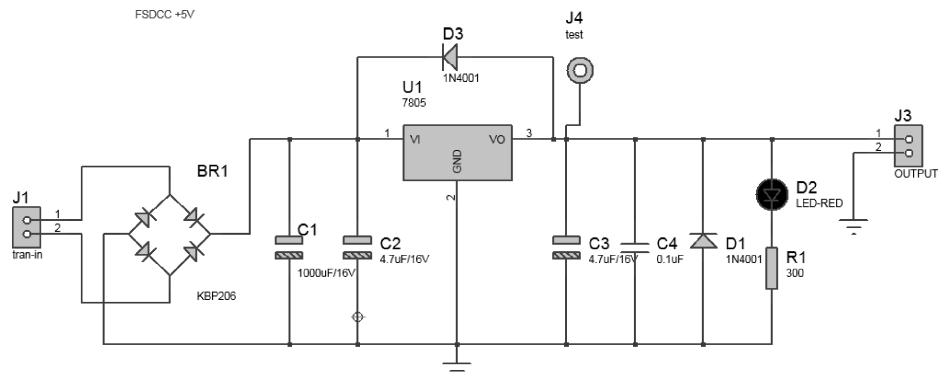 FSDCC +5V
J4
test
D3
1N4001
U1
7805
1
VI
VO
3
GND
2
J3
1
2
OUTPUT
BR1
J1
1
2
tran-in
KBP206
C1
1000uF/16V
C2
4.7uF/16V
C3
4.7uF/16V
C4
0.1uF
D1
1N4001
D2
LED-RED
R1
300